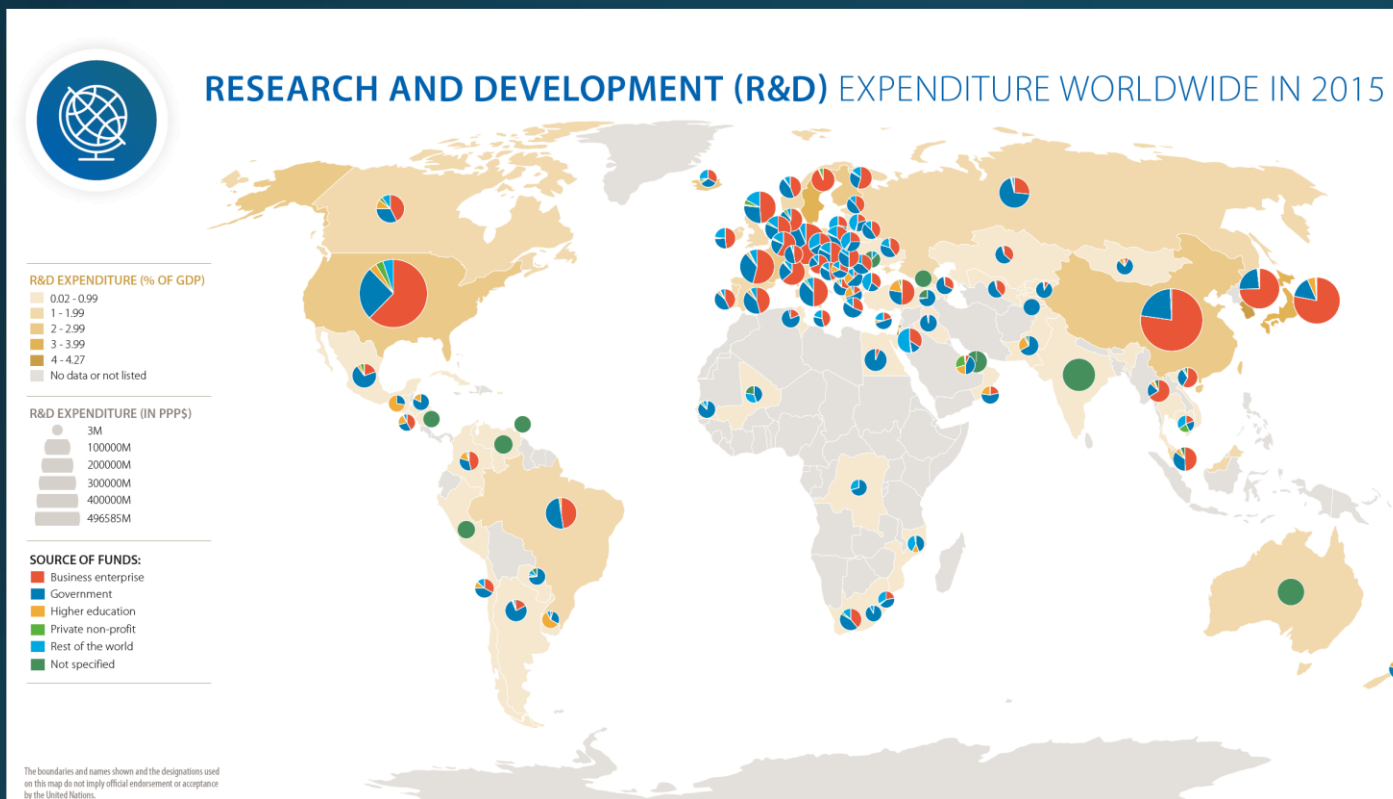 RESEARCH AND DEVELOPMENT (R&D) EXPENDITURE WORLDWIDE IN 2015
R&D EXPENDITURE (% OF GDP)
0.02 - 0.99
1 - 1.99
2 - 2.99
3 - 3.99
4 - 4.27
No data or not listed
R&D EXPENDITURE (IN PPP$)
3M
100000M
200000M
300000M
400000M
496585M
SOURCE OF FUNDS:
Business enterprise
Government
Higher education
Private non-profit
Rest of the world
Not specified
The boundaries and names shown and the designations used
on this map do not imply official endorsement or acceptance
by the United Nations.